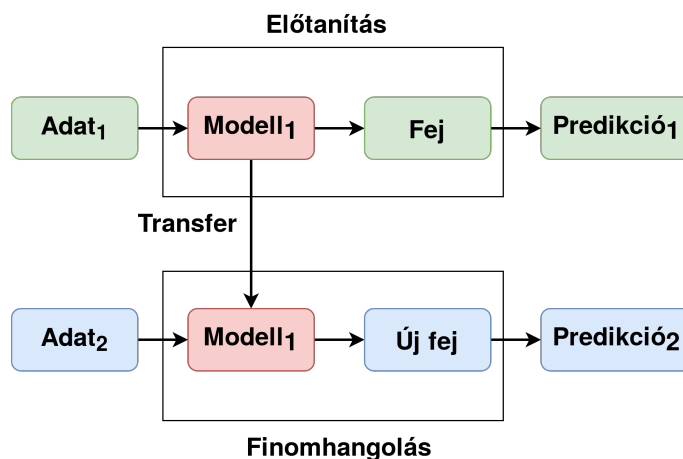 Előtanítás
Adat₁ Modell₁ Fej Predikció₁
Transfer
Adat₂ Modell₁ Új fej Predikció₂
Finomhangolás